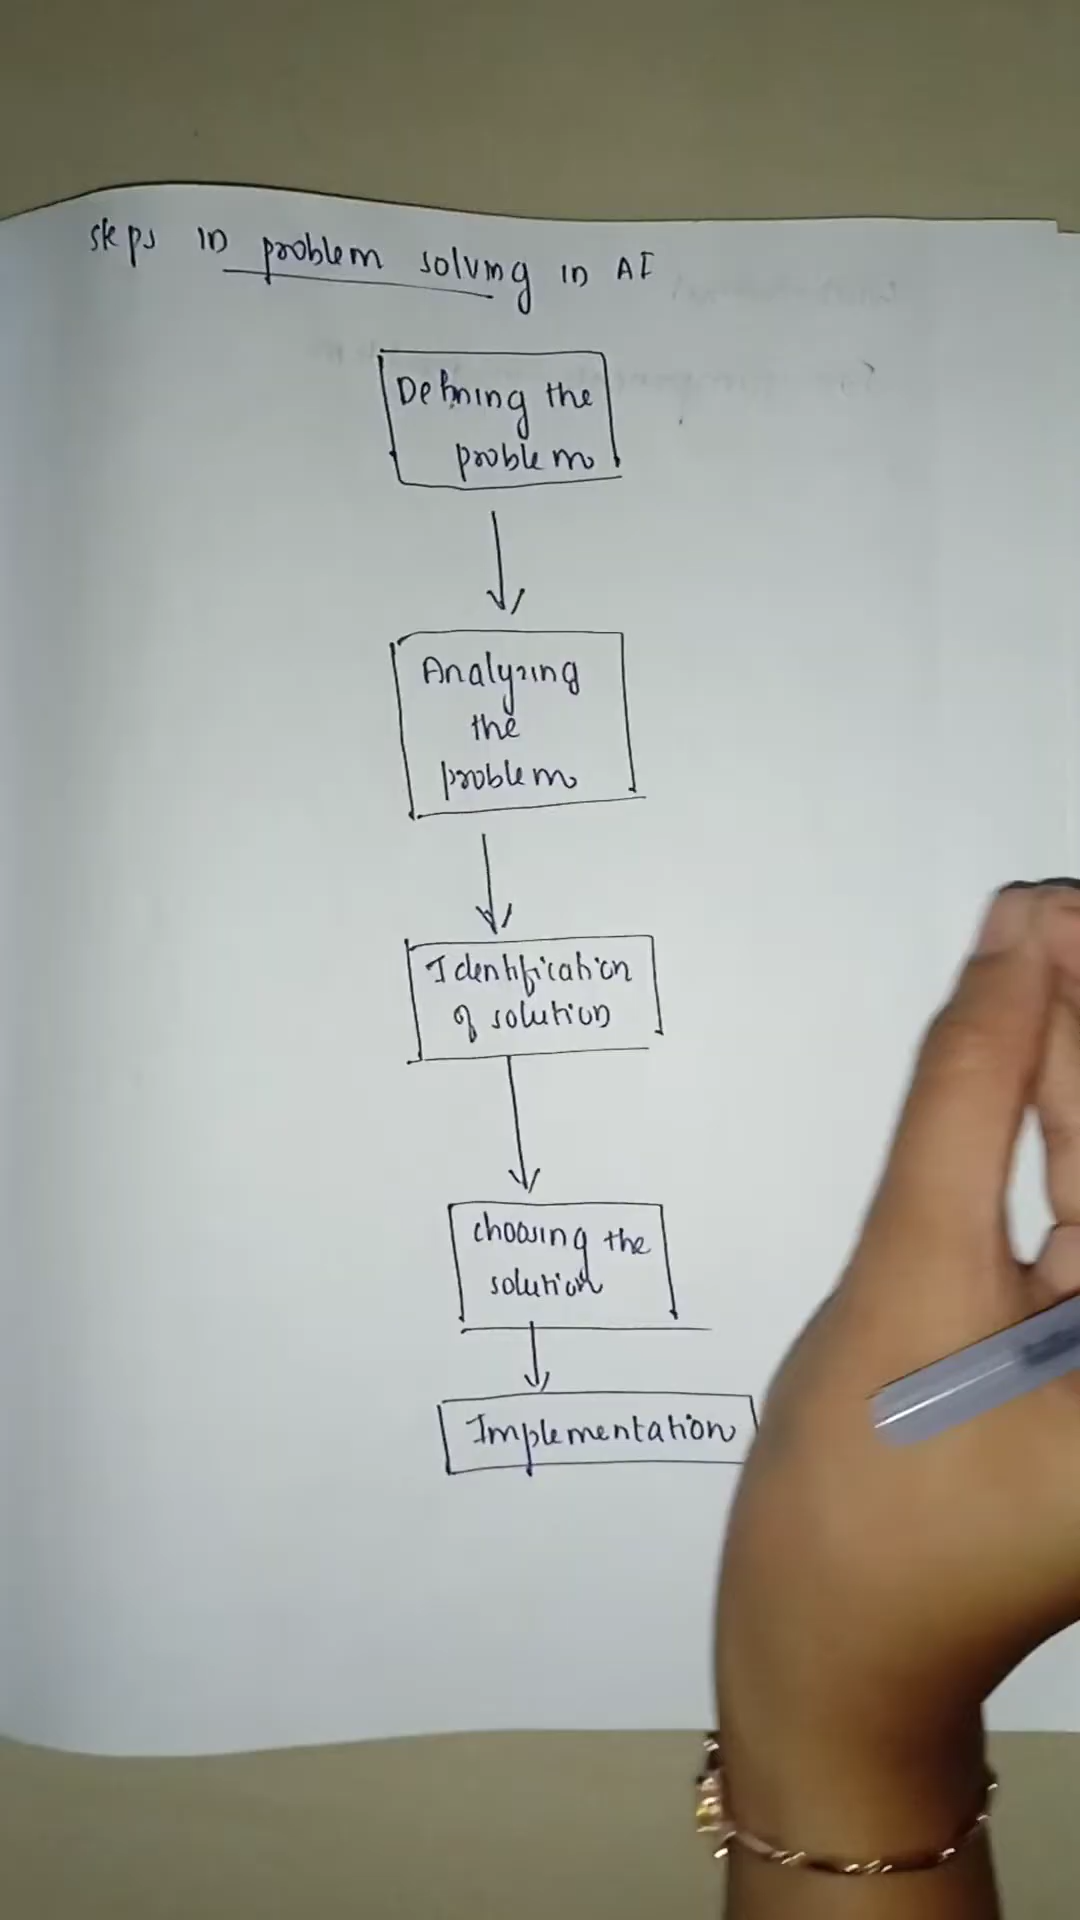 steps in problem solving in AI
Defining the
problem
Analyzing
the
problem
Identification
of solution
choosing the
solution
Implementation